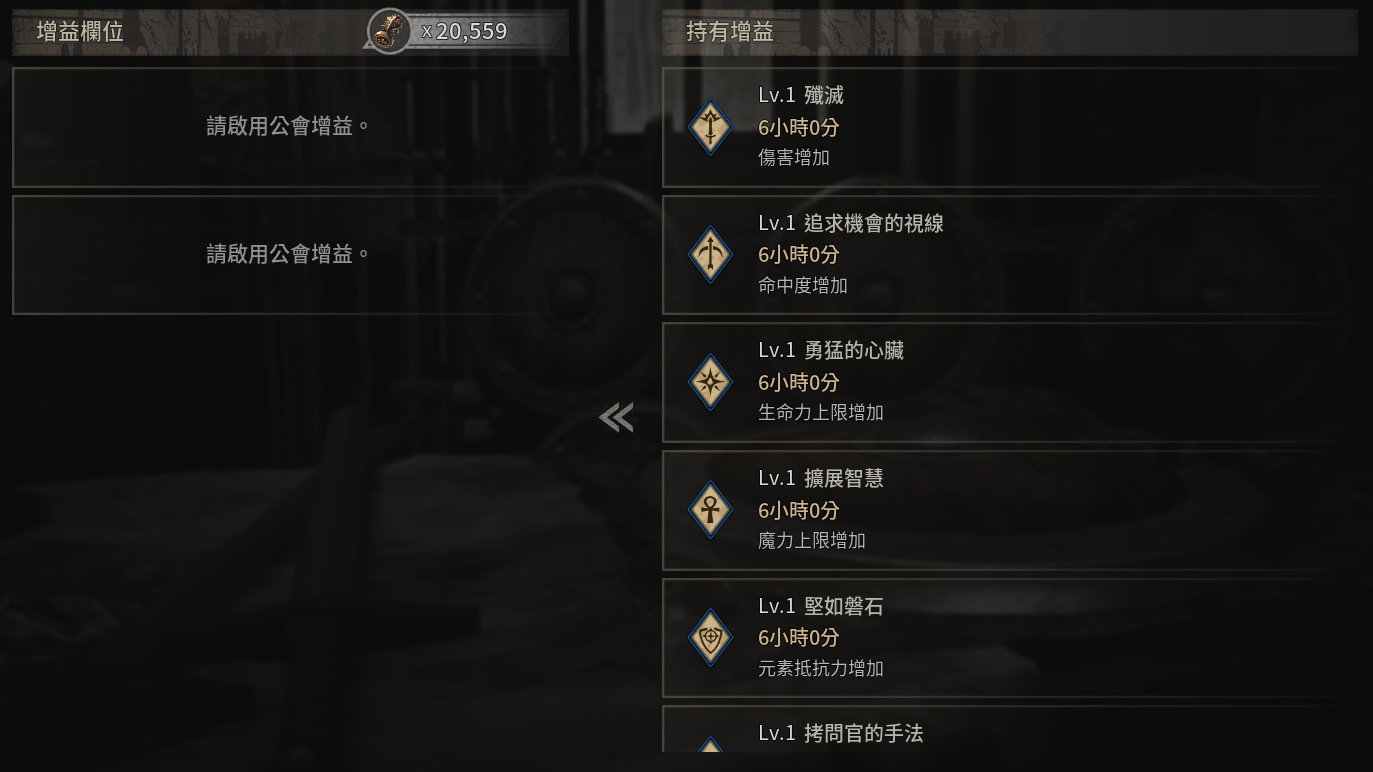 增益欄位
x 20,559
請啟用公會增益。
請啟用公會增益。
持有增益
Lv.1 殲滅
6小時0分
傷害增加
Lv.1 追求機會的視線
6小時0分
命中度增加
Lv.1 勇猛的心臟
6小時0分
生命力上限增加
Lv.1 擴展智慧
6小時0分
魔力上限增加
Lv.1 堅如磐石
6小時0分
元素抵抗力增加
Lv.1 拷問官的手法